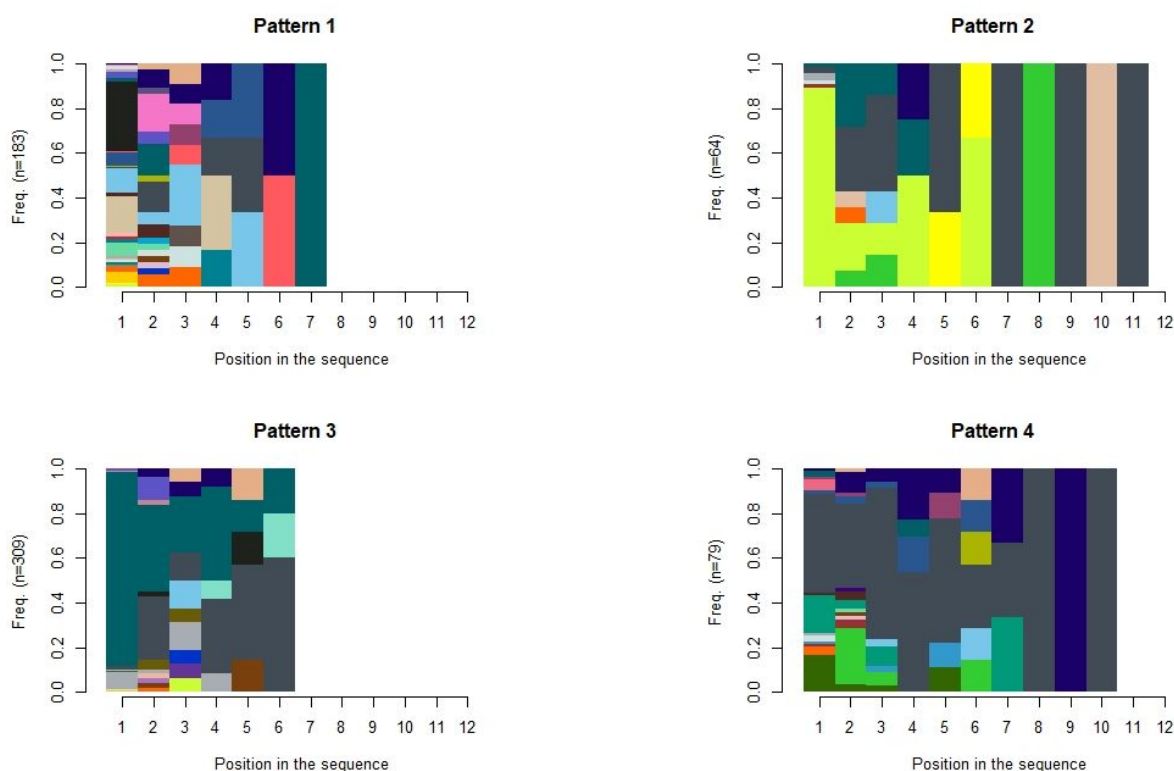 Pattern 1
Freq. (n=183)
0.0 0.2 0.4 0.6 0.8 1.0
1 2 3 4 5 6 7 8 9 10 11 12
Position in the sequence
Pattern 2
Freq. (n=64)
0.0 0.2 0.4 0.6 0.8 1.0
1 2 3 4 5 6 7 8 9 10 11 12
Position in the sequence
Pattern 3
Freq. (n=309)
0.0 0.2 0.4 0.6 0.8 1.0
1 2 3 4 5 6 7 8 9 10 11 12
Position in the sequence
Pattern 4
Freq. (n=79)
0.0 0.2 0.4 0.6 0.8 1.0
1 2 3 4 5 6 7 8 9 10 11 12
Position in the sequence